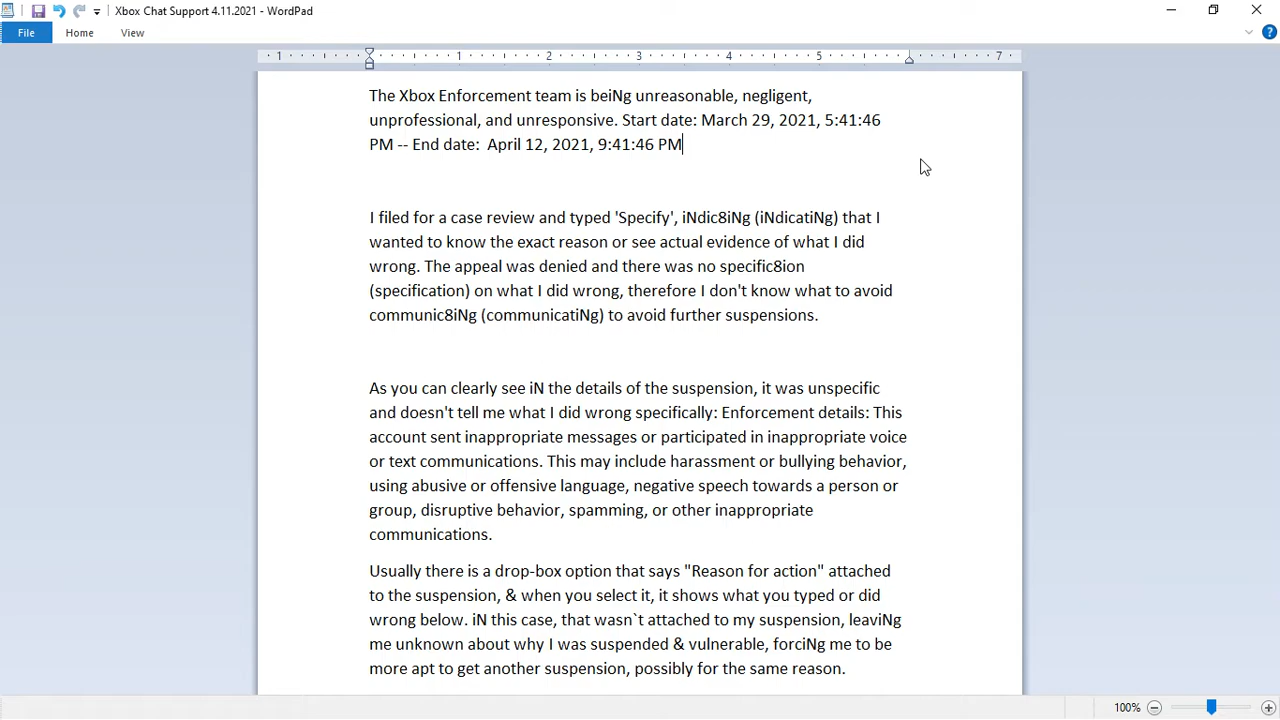 Xbox Chat Support 4.11.2021 - WordPad
File Home View
1 1 2 3 4 5 7
The Xbox Enforcement team is beiNg unreasonable, negligent,
unprofessional, and unresponsive. Start date: March 29, 2021, 5:41:46
PM -- End date:  April 12, 2021, 9:41:46 PM
I filed for a case review and typed 'Specify', iNdic8iNg (iNdicatiNg) that I
wanted to know the exact reason or see actual evidence of what I did
wrong. The appeal was denied and there was no specific8ion
(specification) on what I did wrong, therefore I don't know what to avoid
communic8iNg (communicatiNg) to avoid further suspensions.
As you can clearly see iN the details of the suspension, it was unspecific
and doesn't tell me what I did wrong specifically: Enforcement details: This
account sent inappropriate messages or participated in inappropriate voice
or text communications. This may include harassment or bullying behavior,
using abusive or offensive language, negative speech towards a person or
group, disruptive behavior, spamming, or other inappropriate
communications.
Usually there is a drop-box option that says "Reason for action" attached
to the suspension, & when you select it, it shows what you typed or did
wrong below. iN this case, that wasn`t attached to my suspension, leaviNg
me unknown about why I was suspended & vulnerable, forciNg me to be
more apt to get another suspension, possibly for the same reason.
100%